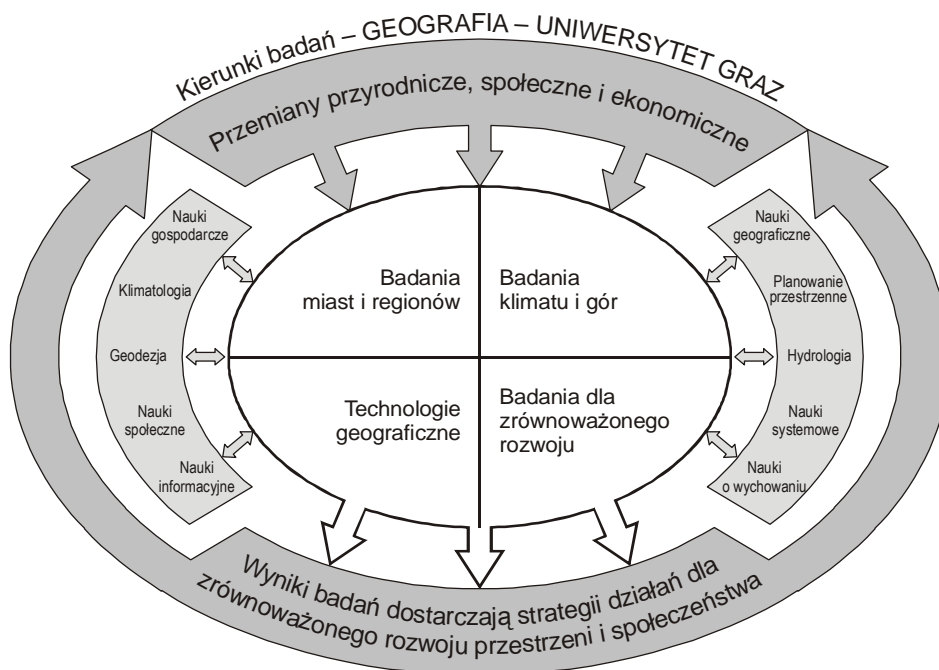 Kierunki badań – GEOGRAFIA – UNIWERSYTET GRAZ
Przemiany przyrodnicze, społeczne i ekonomiczne
Nauki
gospodarcze
Klimatologia
Geodezja
Nauki
społeczne
Nauki
informacyjne
Badania
miast i regionów
Badania
klimatu i gór
Technologie
geograficzne
Badania dla
zrównoważonego
rozwoju
Nauki
geograficzne
Planowanie
przestrzenne
Hydrologia
Nauki
systemowe
Nauki
o wychowaniu
Wyniki badań dostarczają strategii działań dla
zrównoważonego rozwoju przestrzeni i społeczeństwa